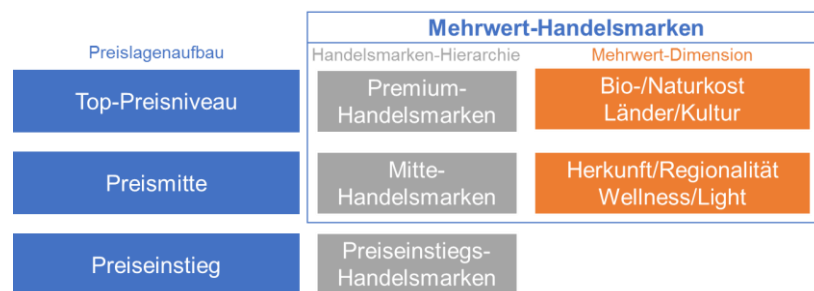 Mehrwert-Handelsmarken
Preislagenaufbau
Handelsmarken-Hierarchie
Mehrwert-Dimension
Top-Preisniveau
Premium-
Handelsmarken
Bio-/Naturkost
Länder/Kultur
Preismitte
Mitte-
Handelsmarken
Herkunft/Regionalität
Wellness/Light
Preiseinstieg
Preiseinstiegs-
Handelsmarken